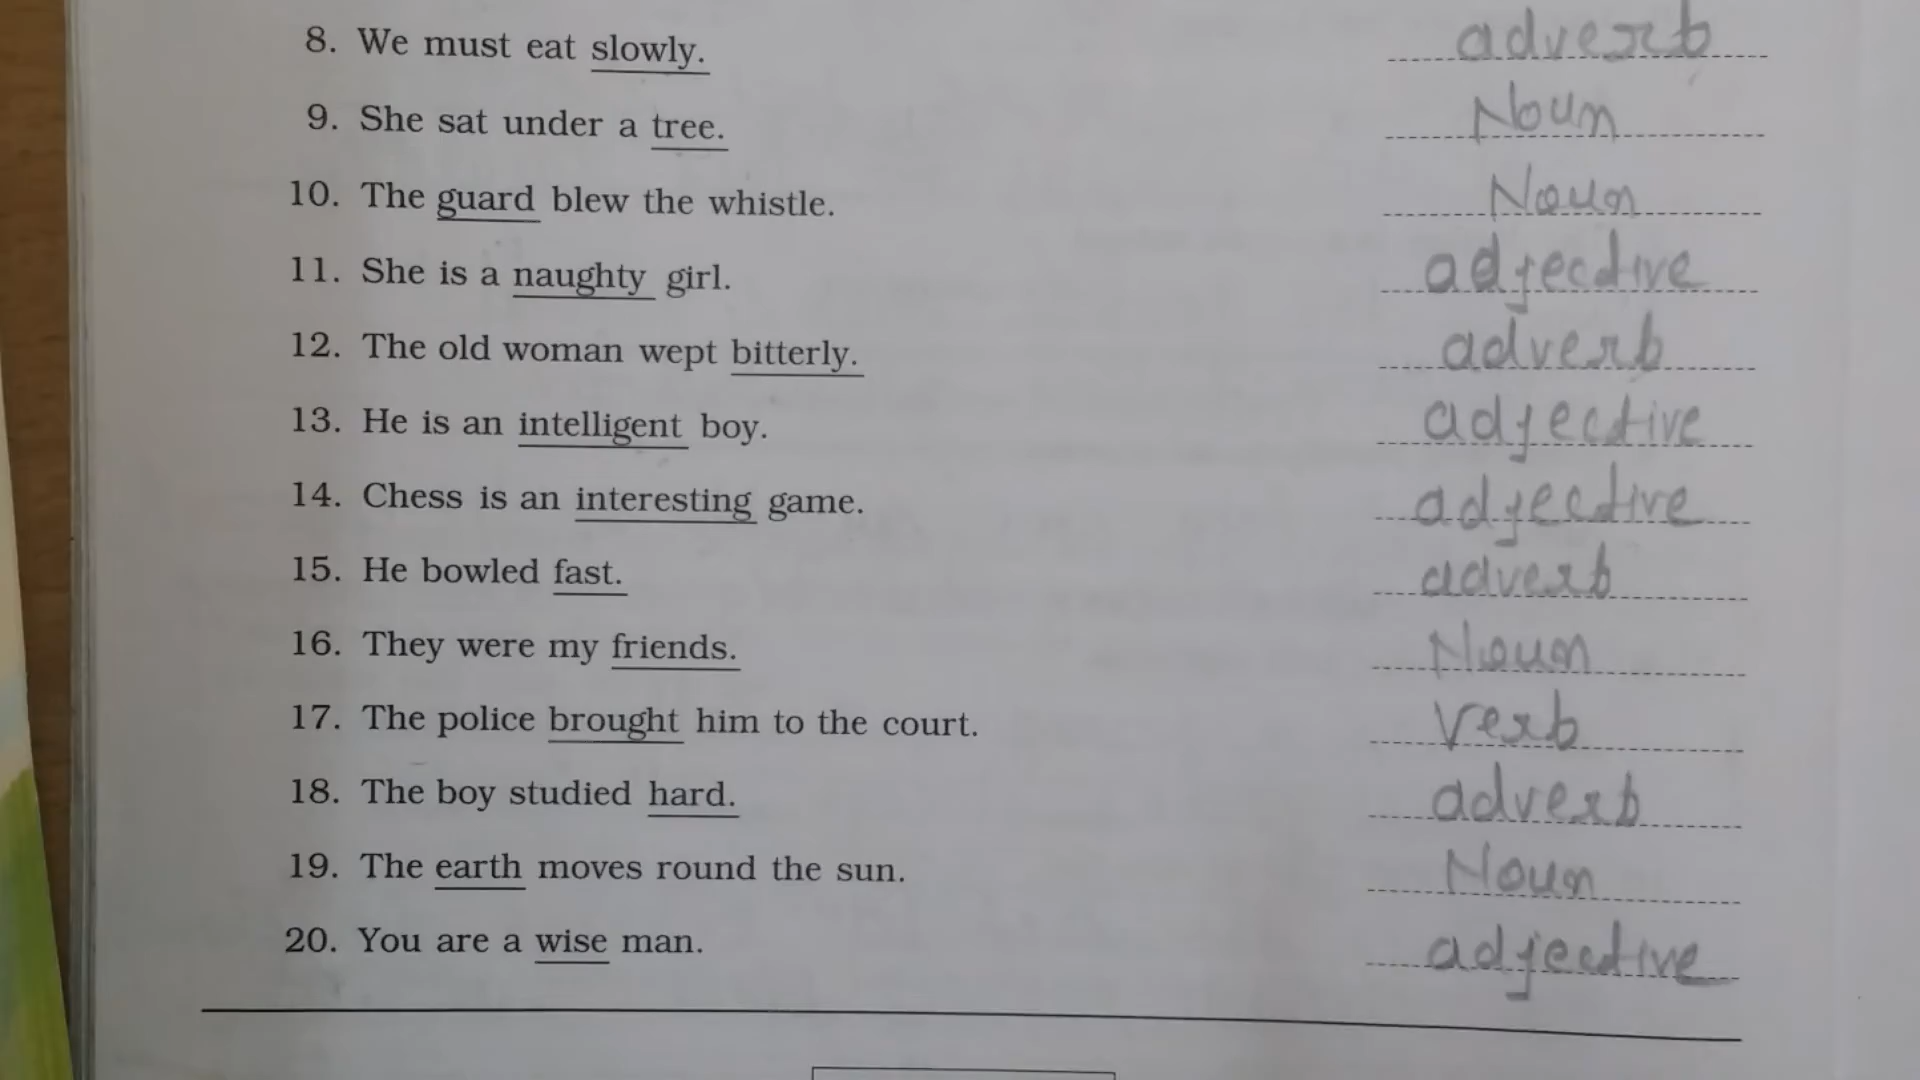 8. We must eat slowly. adverb
9. She sat under a tree. Noun
10. The guard blew the whistle. Noun
11. She is a naughty girl. adjective
12. The old woman wept bitterly. adverb
13. He is an intelligent boy. adjective
14. Chess is an interesting game. adjective
15. He bowled fast. adverb
16. They were my friends. Noun
17. The police brought him to the court. Verb
18. The boy studied hard. adverb
19. The earth moves round the sun. Noun
20. You are a wise man. adjective